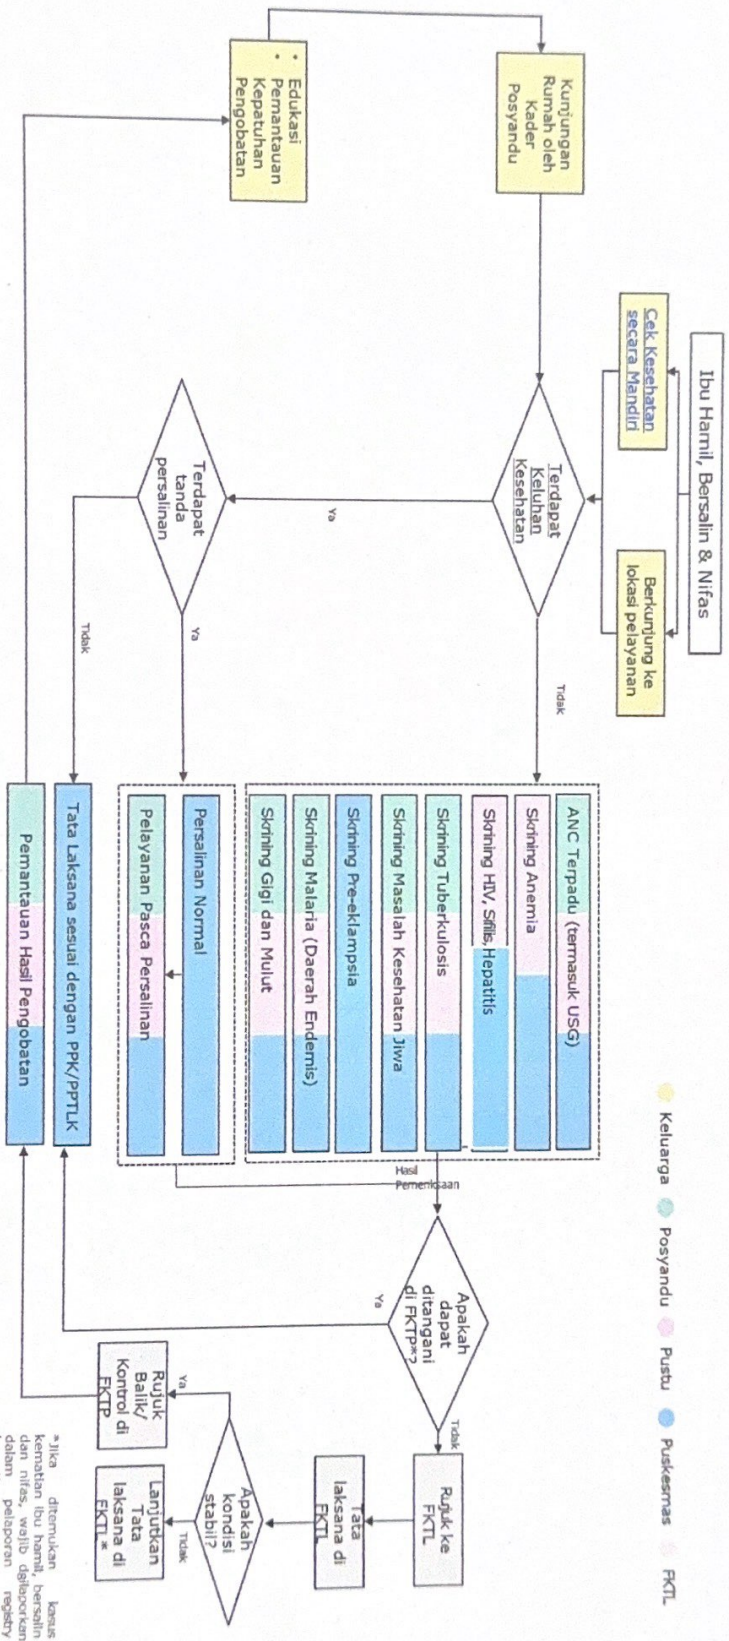 Ibu Hamil, Bersalin & Nifas
Keluarga
Posyandu
Pustu
Puskesmas
FKTL
Cek Kesehatan
secara Mandiri
Berkunjung ke
lokasi pelayanan
Kunjungan
Rumah oleh
Kader
Posyandu
Terdapat
Keluhan
Kesehatan
Tidak
Ya
ANC Terpadu (termasuk USG)
Skrining Anemia
Skrining HIV, Sifilis,Hepatitis
Skrining Tuberkulosis
Skrining Masalah Kesehatan Jiwa
Skrining Pre-eklampsia
Skrining Malaria (Daerah Endemis)
Skrining Gigi dan Mulut
Hasil
Pemeriksaan
Apakah
dapat
ditangani
di FKTP*?
Tidak
Ya
Rujuk ke
FKTL
Tata
laksana di
FKTL
Apakah
kondisi
stabil?
Ya
Tidak
Rujuk
Balik/
Kontrol di
FKTP
Lanjutkan
Tata
laksana di
FKTL*
• Edukasi
• Pemantauan
Kepatuhan
Pengobatan
Terdapat
tanda
persalinan
Ya
Tidak
Persalinan Normal
Pelayanan Pasca Persalinan
Tata Laksana sesuai dengan PPK/PPTLK
Pemantauan Hasil Pengobatan
*Jika ditemukan kasus
kematian ibu hamil, bersalin
dan nifas, wajib dgilaporkan
dalam pelaporan registry